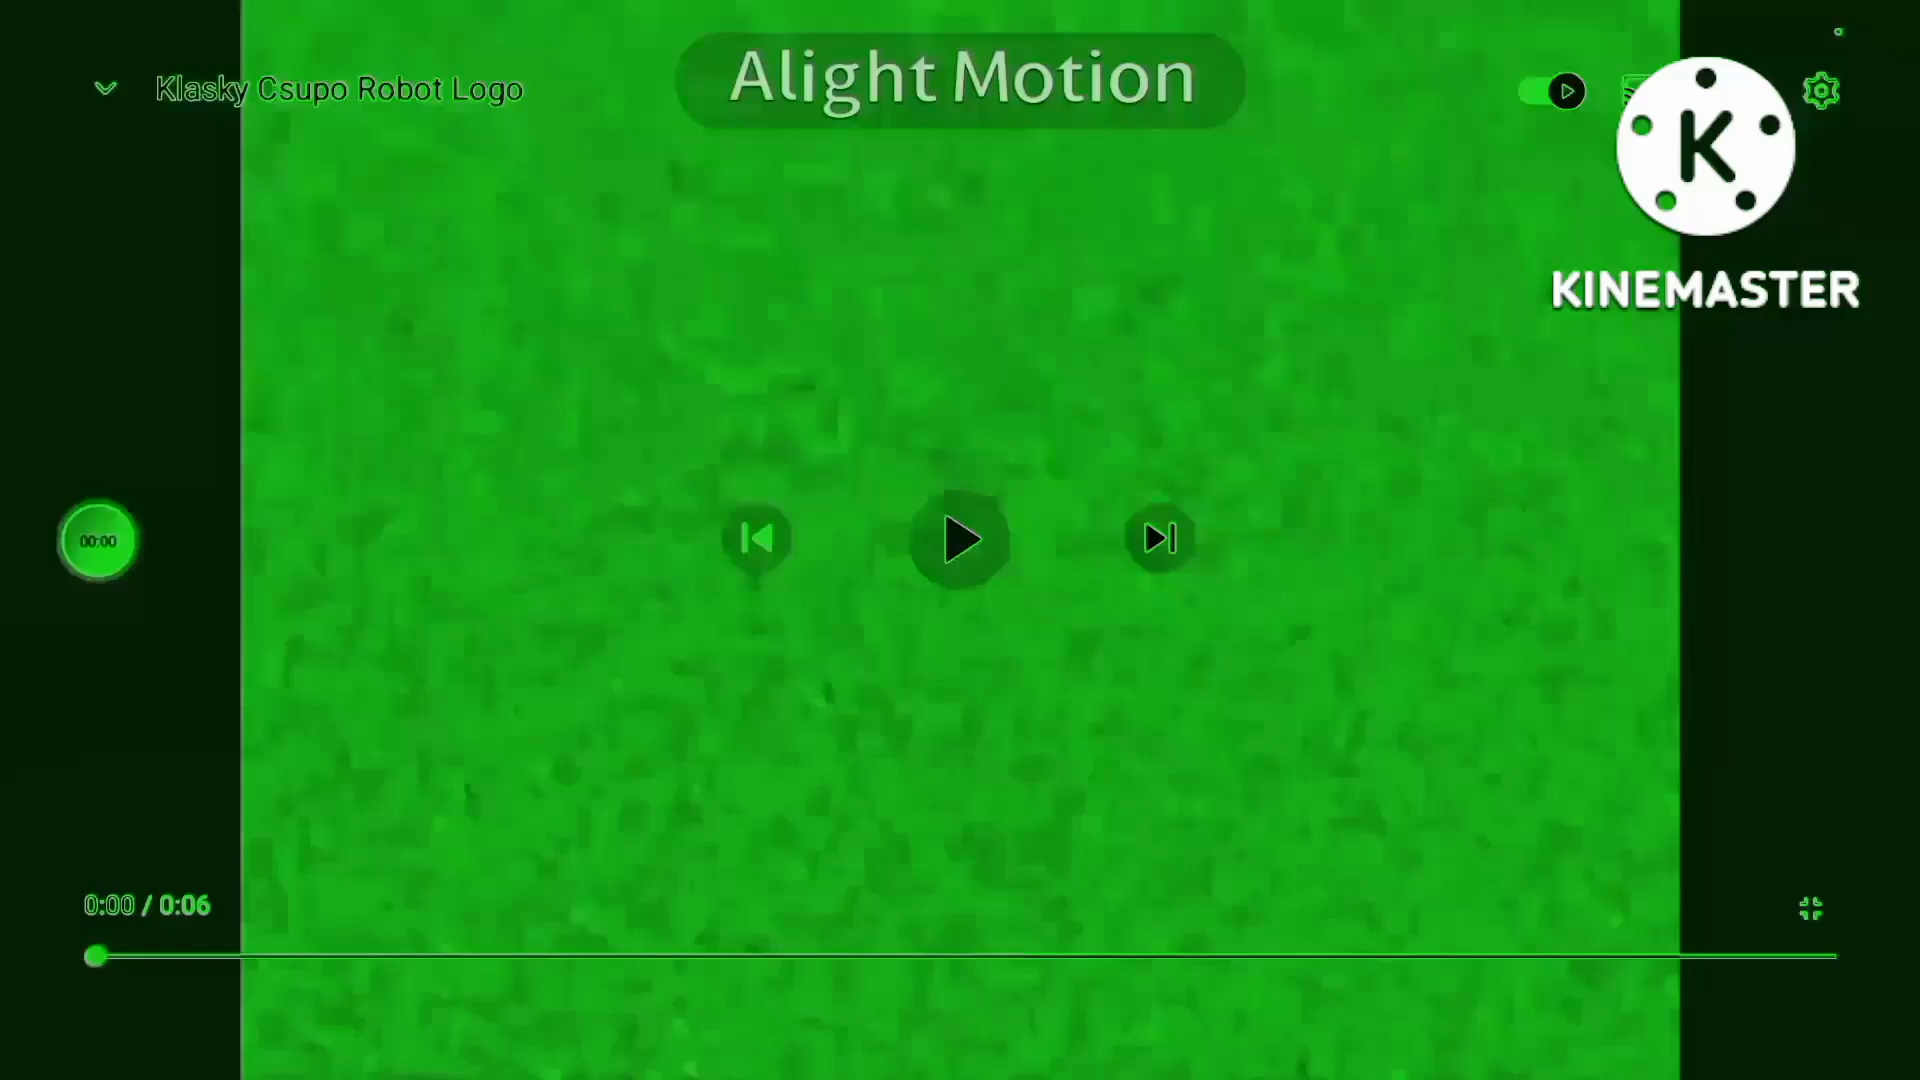 Alight Motion
Klasky Csupo Robot Logo
K
KINEMASTER
00:00
0:00 / 0:06